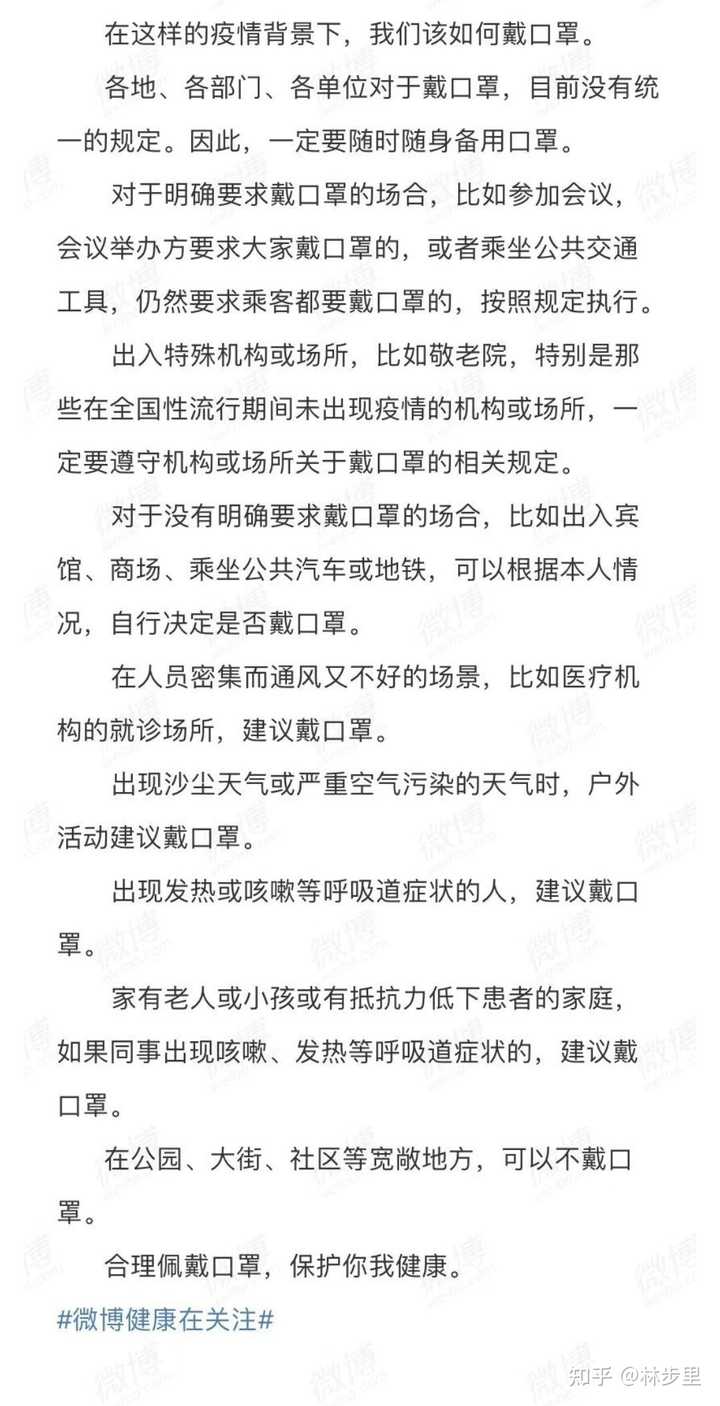 在这样的疫情背景下，我们该如何戴口罩。
各地、各部门、各单位对于戴口罩，目前没有统
一的规定。因此，一定要随时随身备用口罩。
对于明确要求戴口罩的场合，比如参加会议，
会议举办方要求大家戴口罩的，或者乘坐公共交通
工具，仍然要求乘客都要戴口罩的，按照规定执行。
出入特殊机构或场所，比如敬老院，特别是那
些在全国性流行期间未出现疫情的机构或场所，一
定要遵守机构或场所关于戴口罩的相关规定。
对于没有明确要求戴口罩的场合，比如出入宾
馆、商场、乘坐公共汽车或地铁，可以根据本人情
况，自行决定是否戴口罩。
在人员密集而通风又不好的场景，比如医疗机
构的就诊场所，建议戴口罩。
出现沙尘天气或严重空气污染的天气时，户外
活动建议戴口罩。
出现发热或咳嗽等呼吸道症状的人，建议戴口
罩。
家有老人或小孩或有抵抗力低下患者的家庭，
如果同事出现咳嗽、发热等呼吸道症状的，建议戴
口罩。
在公园、大街、社区等宽敞地方，可以不戴口
罩。
合理佩戴口罩，保护你我健康。
#微博健康在关注#
知乎 @林步里